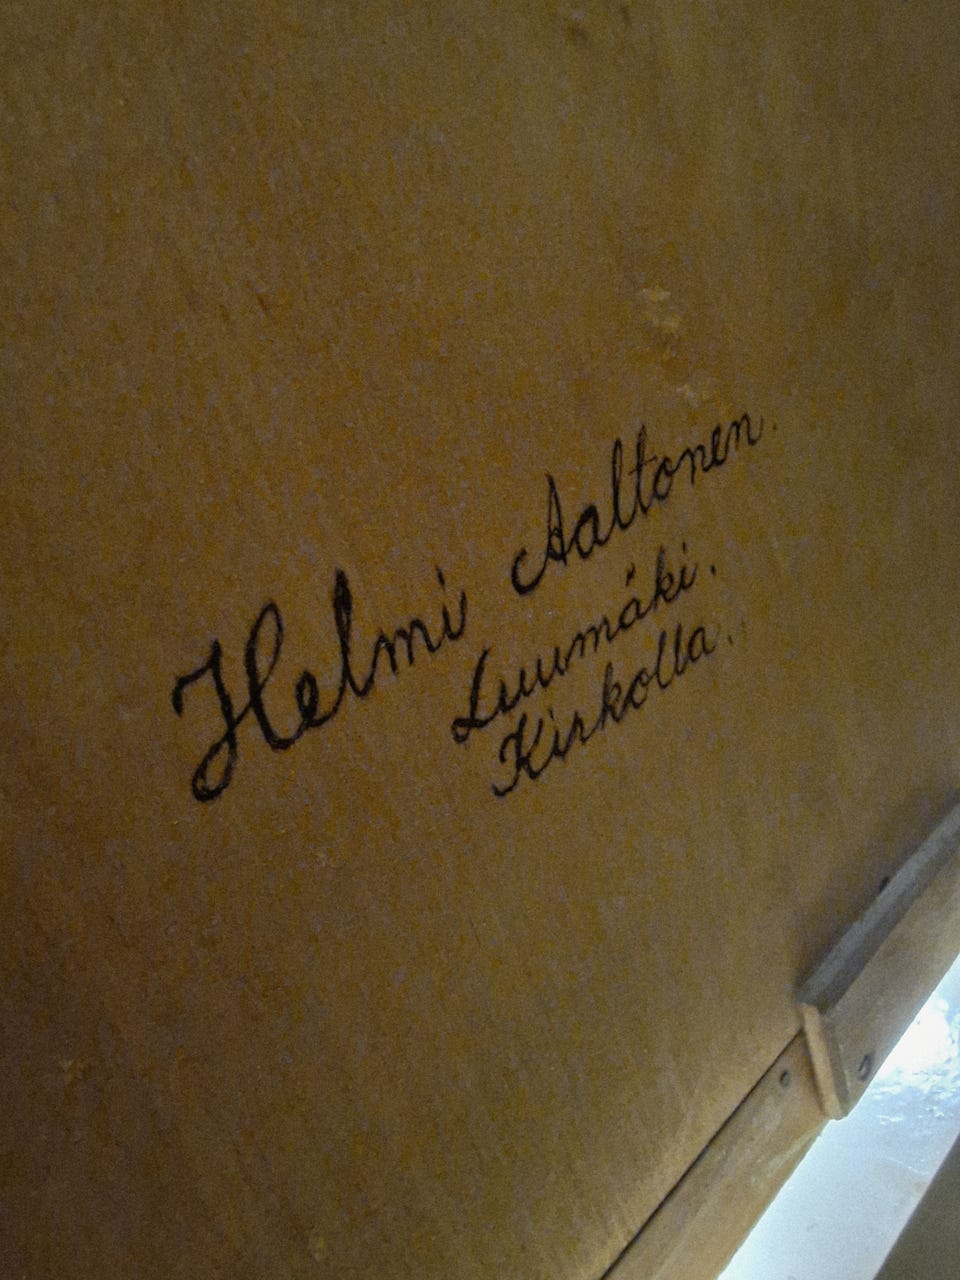 Helmi Aaltonen.
Luumäki.
Kirkolla.